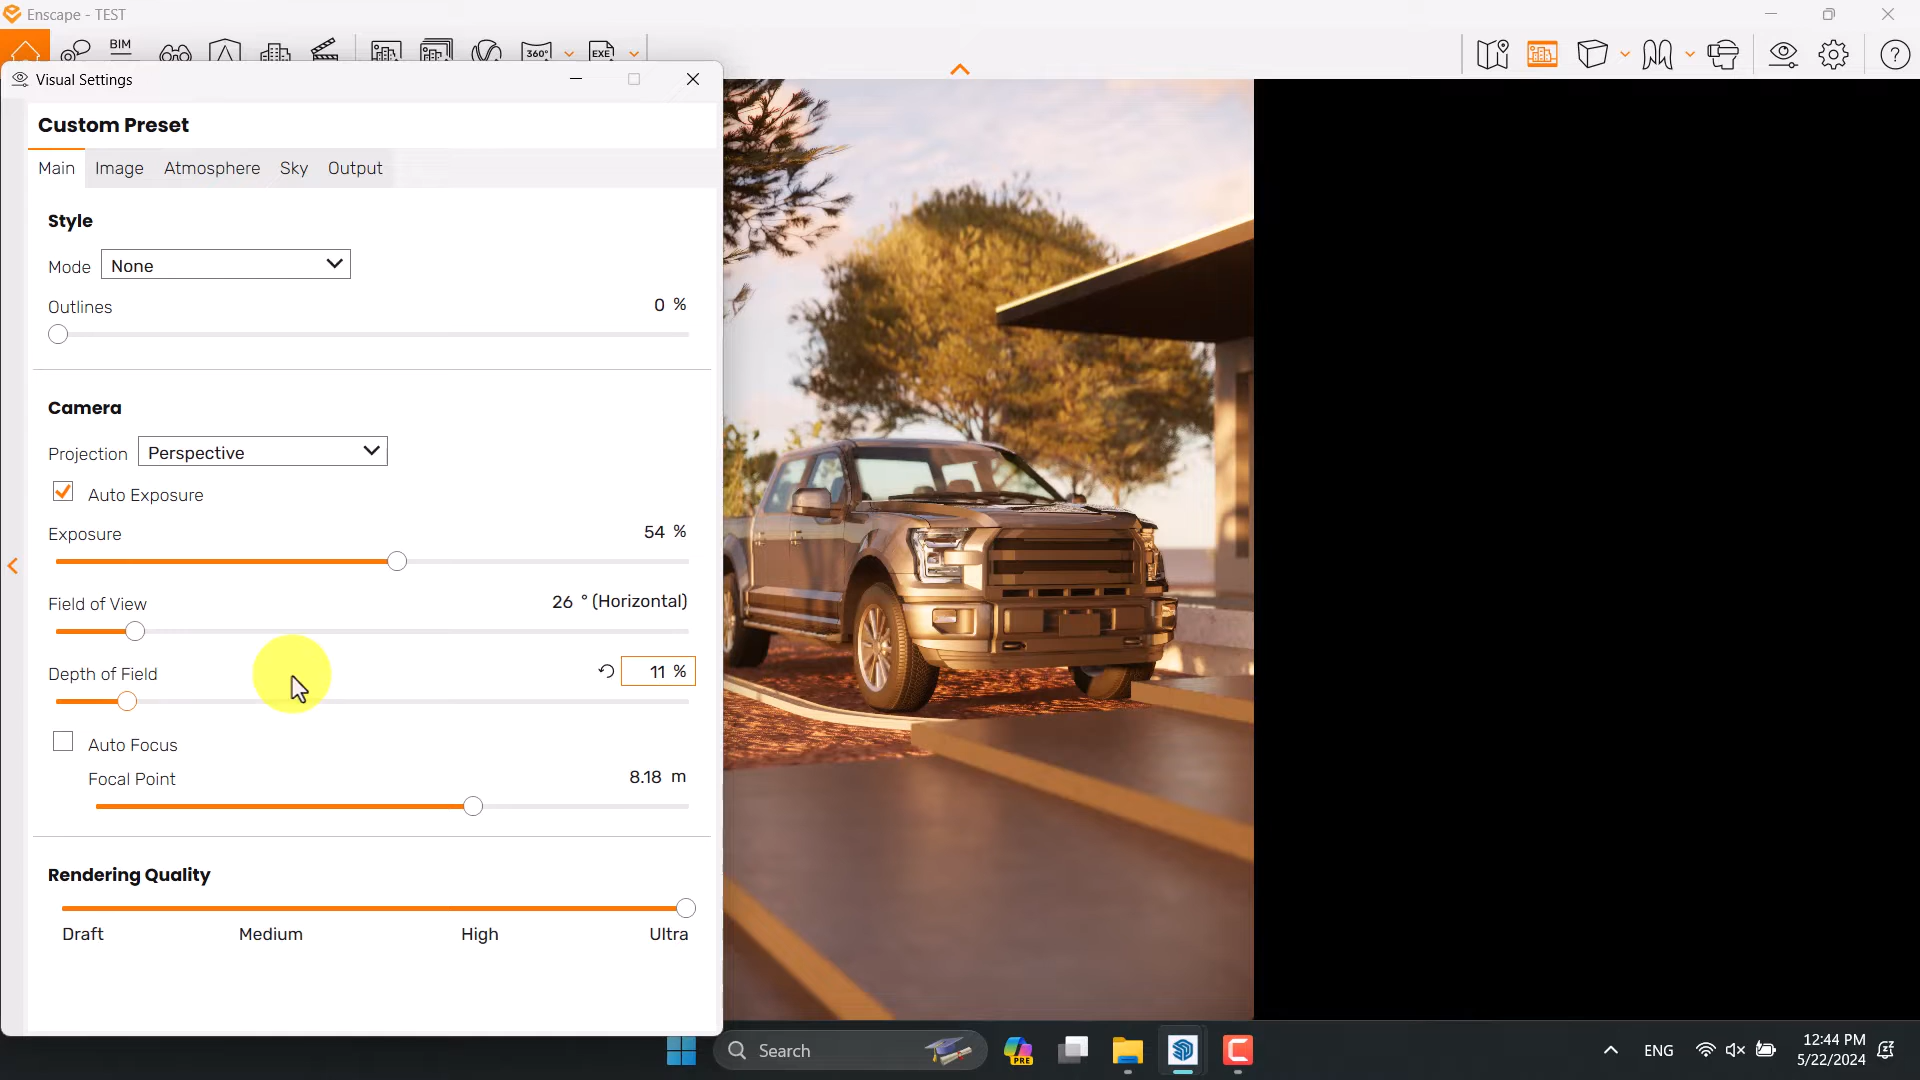 Enscape - TEST
BIM
360°
EXE
Visual Settings
Custom Preset
Main Image Atmosphere Sky Output
Style
Mode None
Outlines 0 %
Camera
Projection Perspective
Auto Exposure
Exposure 54 %
Field of View 26 ° (Horizontal)
Depth of Field 11 %
Auto Focus
Focal Point 8.18 m
Rendering Quality
Draft Medium High Ultra
Search
PRE
ENG
12:44 PM
5/22/2024